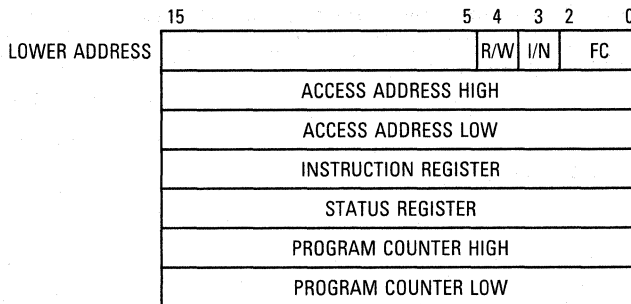 15 5 4 3 2 0
LOWER ADDRESS R/W I/N FC
ACCESS ADDRESS HIGH
ACCESS ADDRESS LOW
INSTRUCTION REGISTER
STATUS REGISTER
PROGRAM COUNTER HIGH
PROGRAM COUNTER LOW